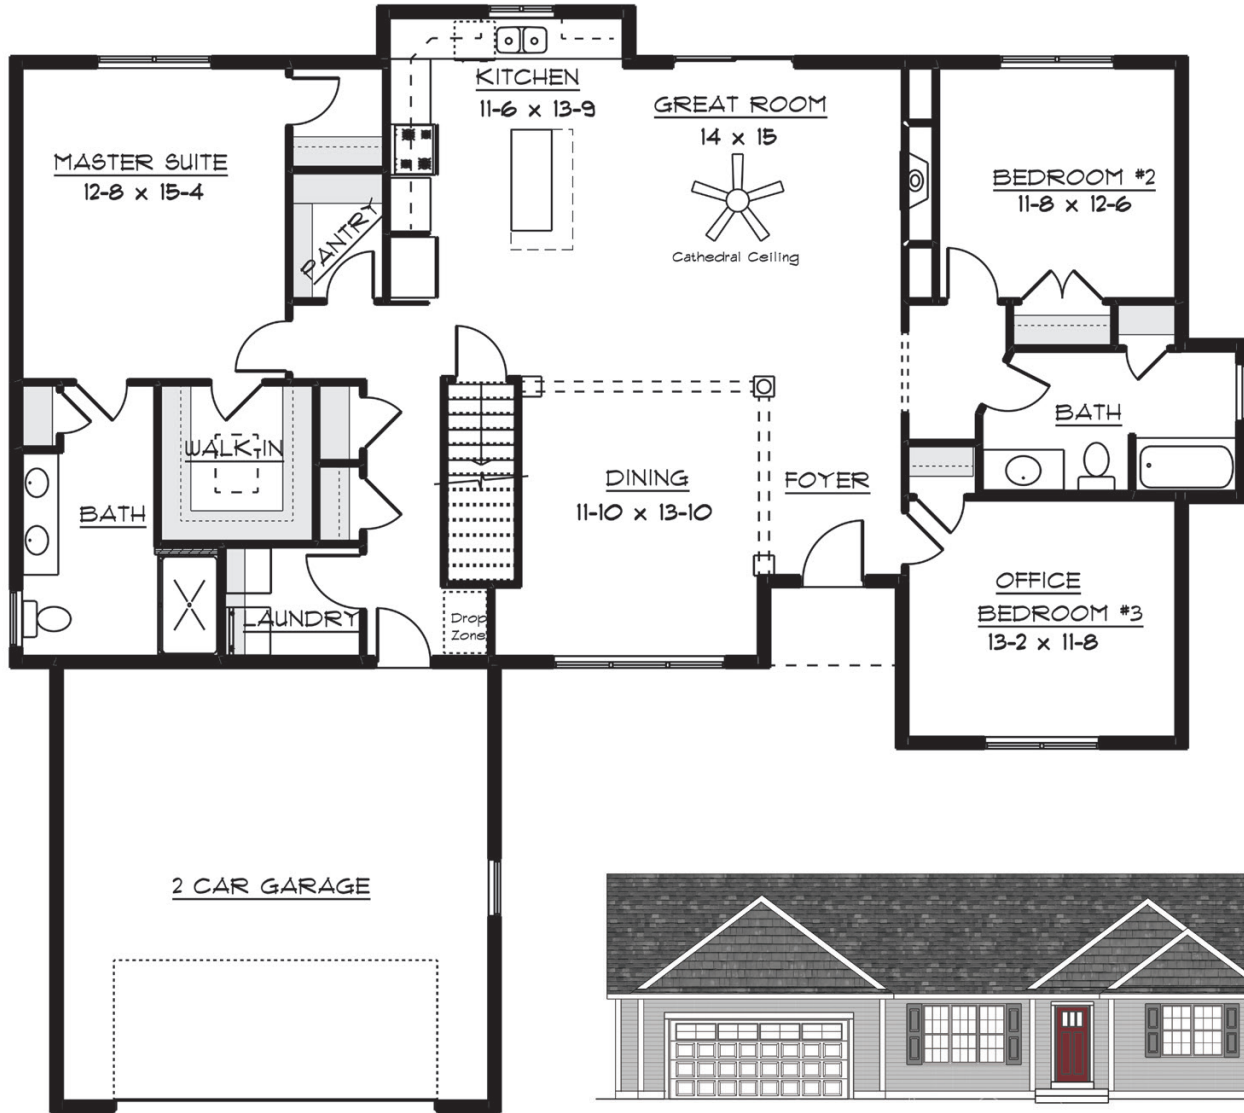 KITCHEN
11-6 x 13-9
GREAT ROOM
14 x 15
Cathedral Ceiling
MASTER SUITE
12-8 x 15-4
PANTRY
BEDROOM #2
11-8 x 12-6
WALK-IN
BATH
DINING
11-10 x 13-10
FOYER
BATH
LAUNDRY
Drop
Zone
OFFICE
BEDROOM #3
13-2 x 11-8
2 CAR GARAGE